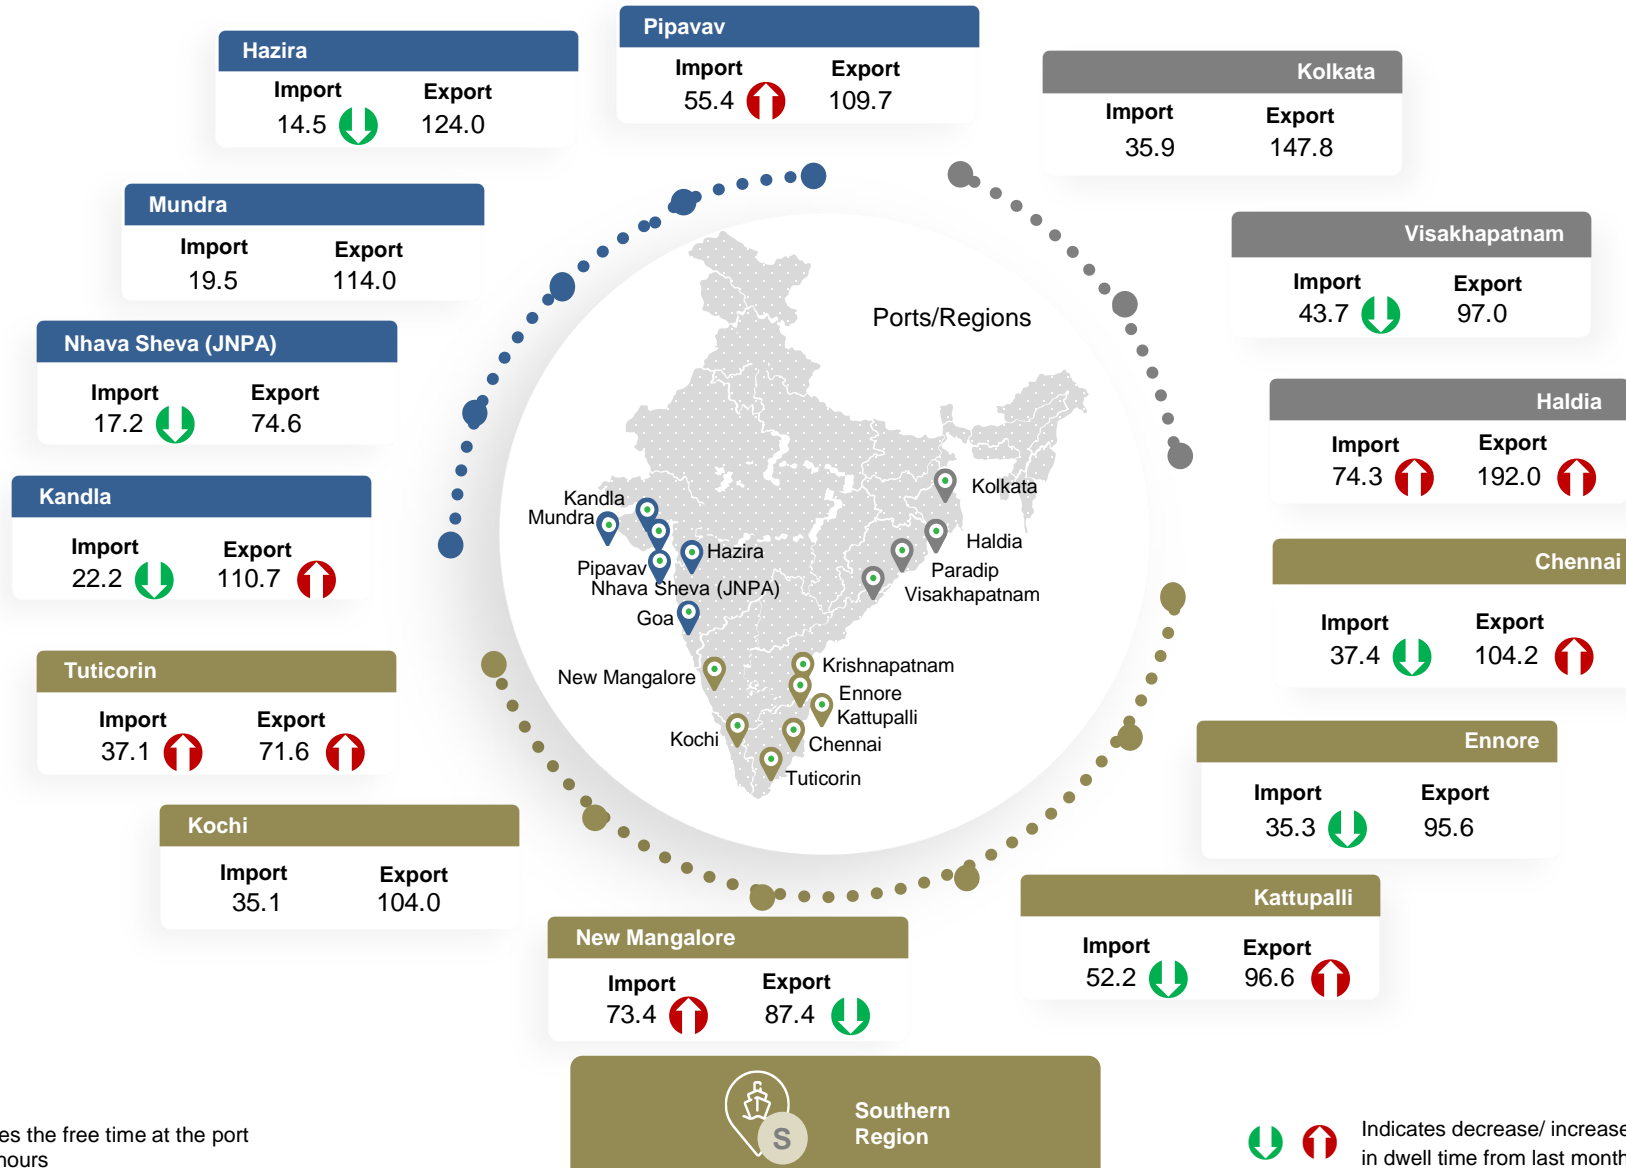 Hazira
Import Export
14.5 124.0
Pipavav
Import Export
55.4 109.7
Kolkata
Import Export
35.9 147.8
Mundra
Import Export
19.5 114.0
Visakhapatnam
Import Export
43.7 97.0
Nhava Sheva (JNPA)
Import Export
17.2 74.6
Haldia
Import Export
74.3 192.0
Kandla
Import Export
22.2 110.7
Chennai
Import Export
37.4 104.2
Tuticorin
Import Export
37.1 71.6
Ennore
Import Export
35.3 95.6
Kochi
Import Export
35.1 104.0
Kattupalli
Import Export
52.2 96.6
New Mangalore
Import Export
73.4 87.4
Ports/Regions
Kolkata
Kandla
Mundra
Haldia
Hazira
Pipavav
Paradip
Nhava Sheva (JNPA)
Visakhapatnam
Goa
Krishnapatnam
New Mangalore
Ennore
Kattupalli
Kochi
Chennai
Tuticorin
S
Southern
Region
es the free time at the port
hours
Indicates decrease/ increase
in dwell time from last month